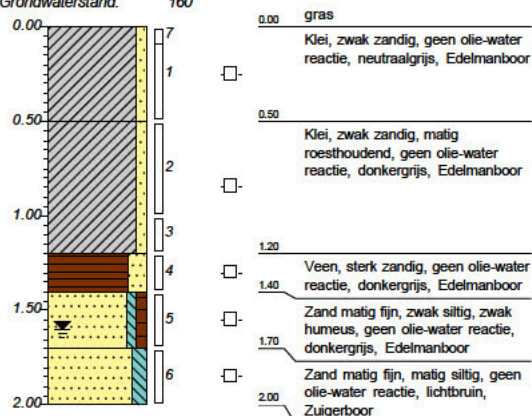 Grondwaterstand: 160
0.00
0.50
1.00
1.50
2.00
7
1
2
3
4
5
6
0.00 gras
Klei, zwak zandig, geen olie-water
reactie, neutraalgrijs, Edelmanboor
0.50
Klei, zwak zandig, matig
roesthoudend, geen olie-water
reactie, donkergrijs, Edelmanboor
1.20
Veen, sterk zandig, geen olie-water
reactie, donkergrijs, Edelmanboor
1.40
Zand matig fijn, zwak siltig, zwak
humeus, geen olie-water reactie,
donkergrijs, Edelmanboor
1.70
Zand matig fijn, matig siltig, geen
olie-water reactie, lichtbruin,
Zuigerboor
2.00